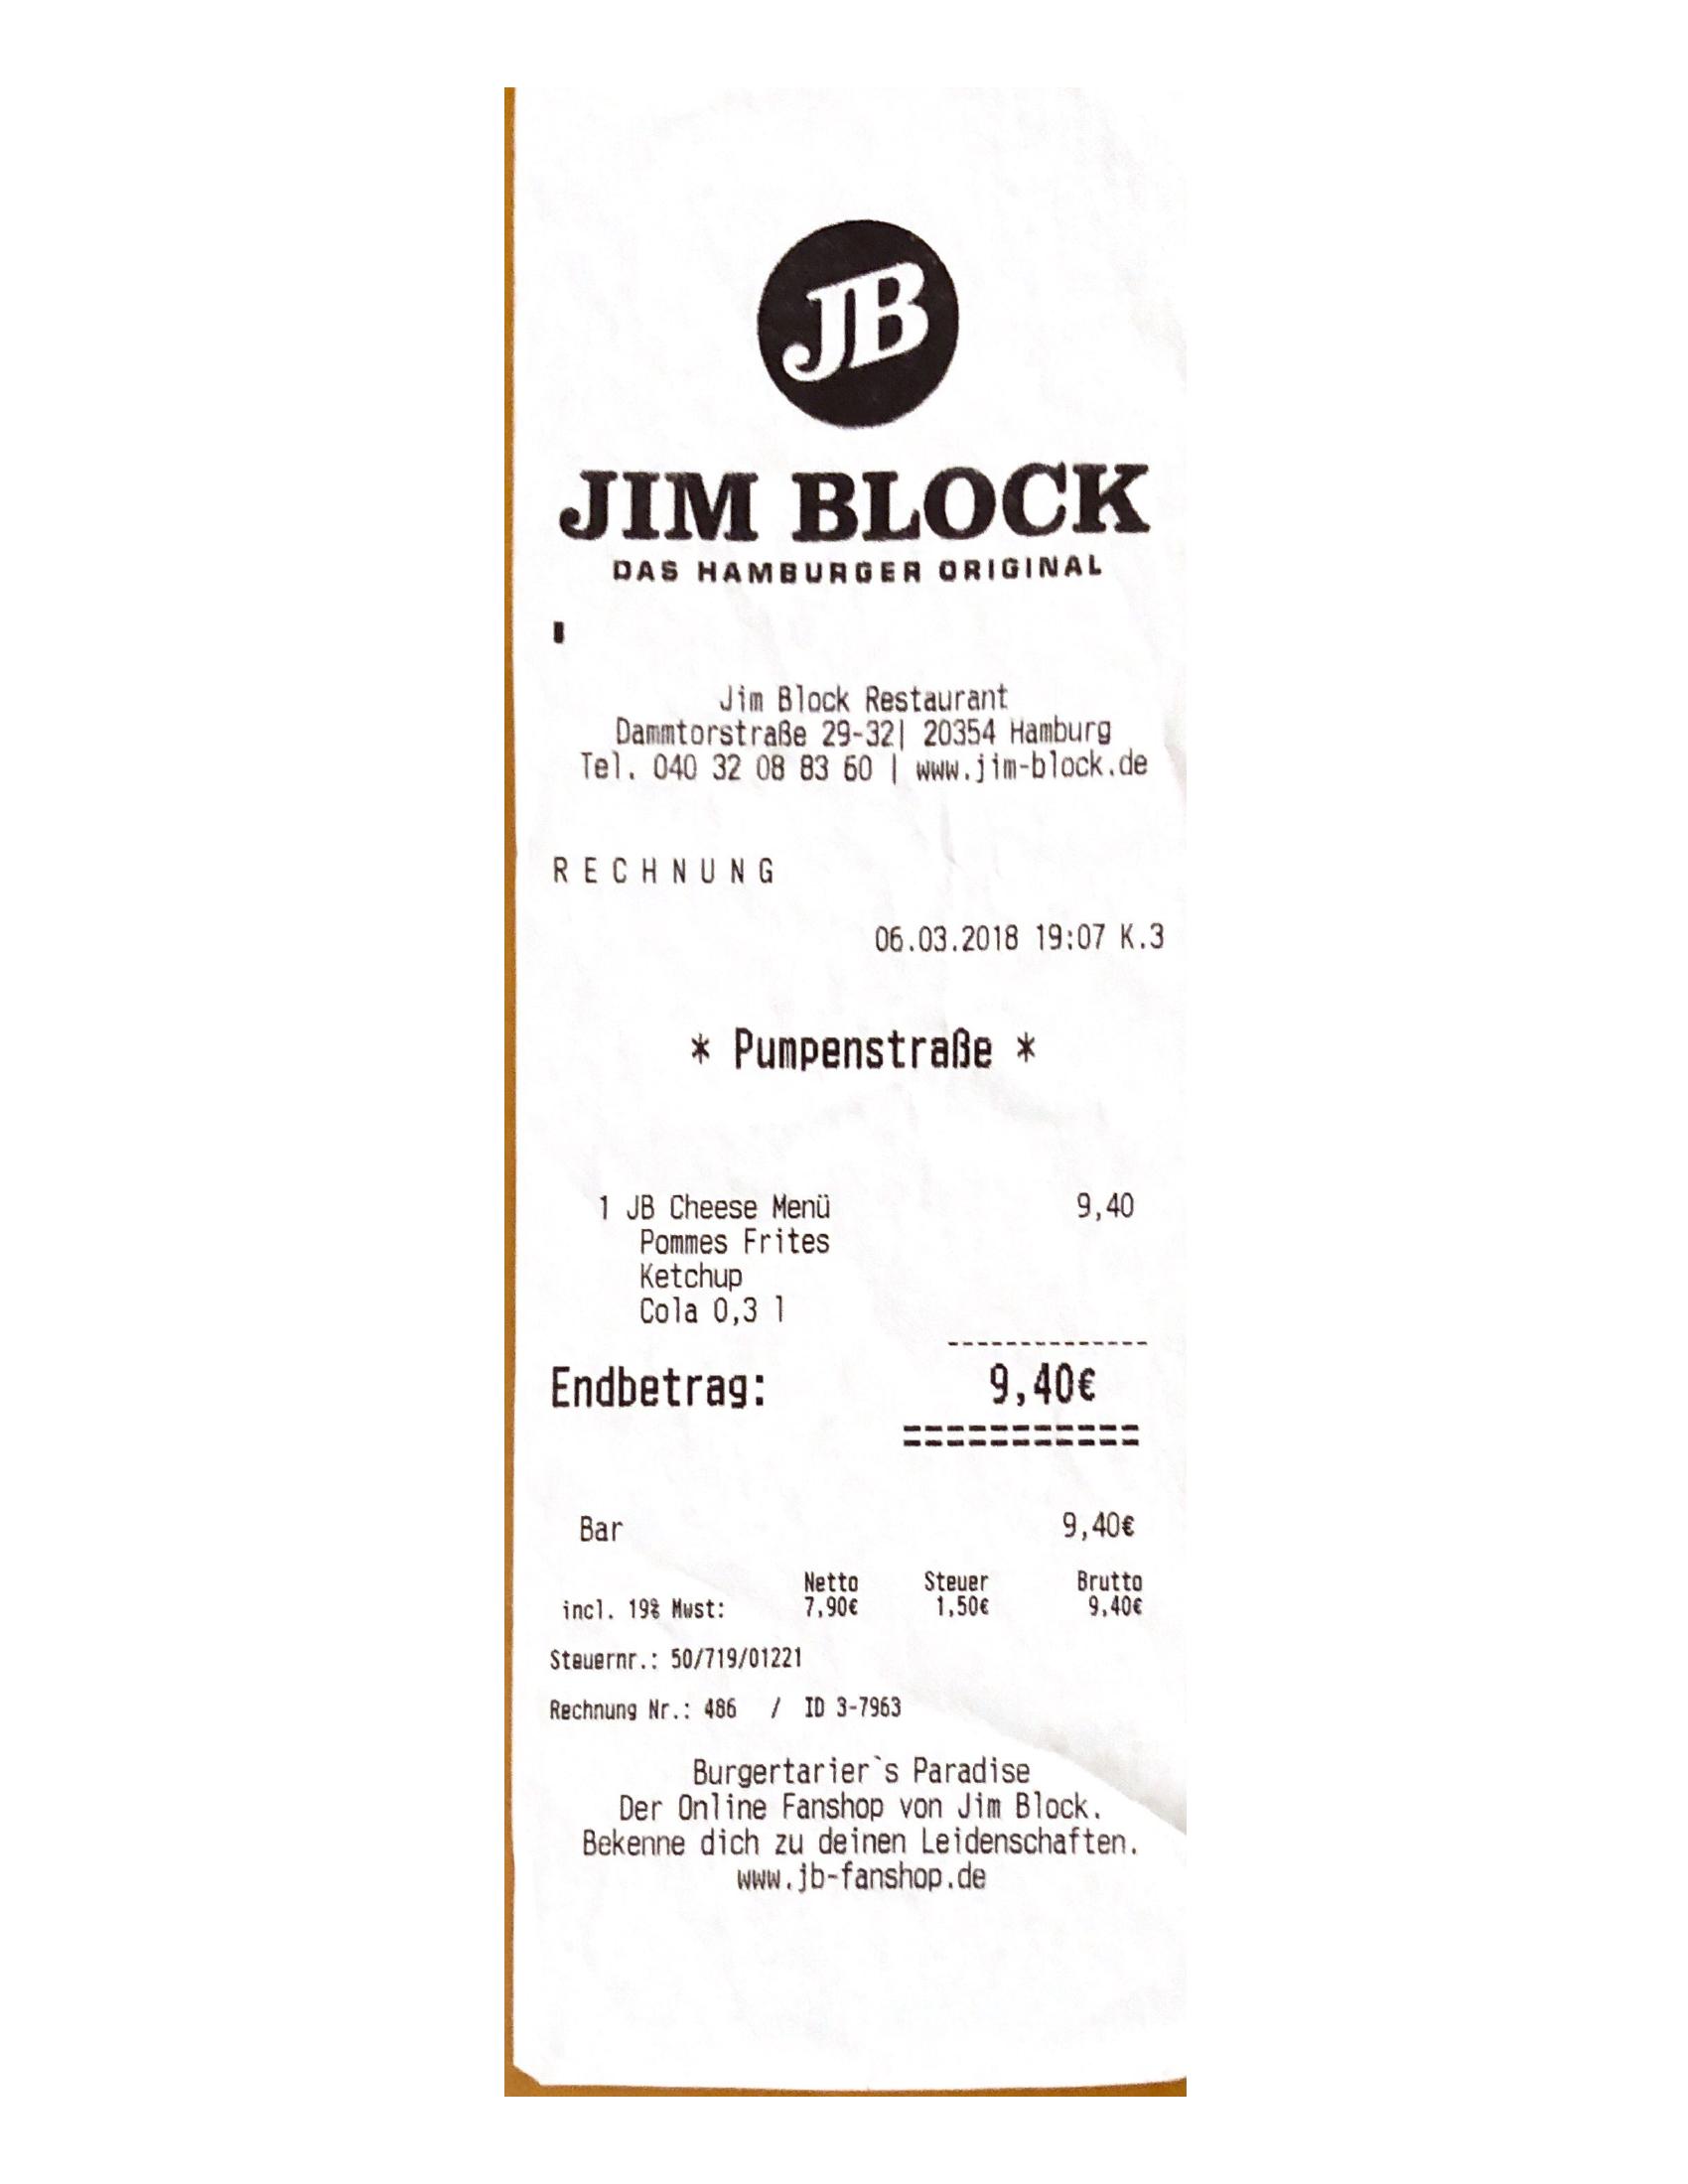 JB
JIM BLOCK
DAS HAMBURGER ORIGINAL
Jim Block Restaurant
Dammtorstraße 29-32| 20354 Hamburg
Tel. 040 32 08 83 60 | www.jim-block.de
RECHNUNG
06.03.2018 19:07 K.3
* Pumpenstraße *
1 JB Cheese Menü 9,40
Pommes Frites
Ketchup
Cola 0,3 l
--------------
Endbetrag: 9,40€
===========
Bar 9,40€
Netto Steuer Brutto
incl. 19% Mwst: 7,90€ 1,50€ 9,40€
Steuernr.: 50/719/01221
Rechnung Nr.: 486 / ID 3-7963
Burgertarier`s Paradise
Der Online Fanshop von Jim Block.
Bekenne dich zu deinen Leidenschaften.
www.jb-fanshop.de